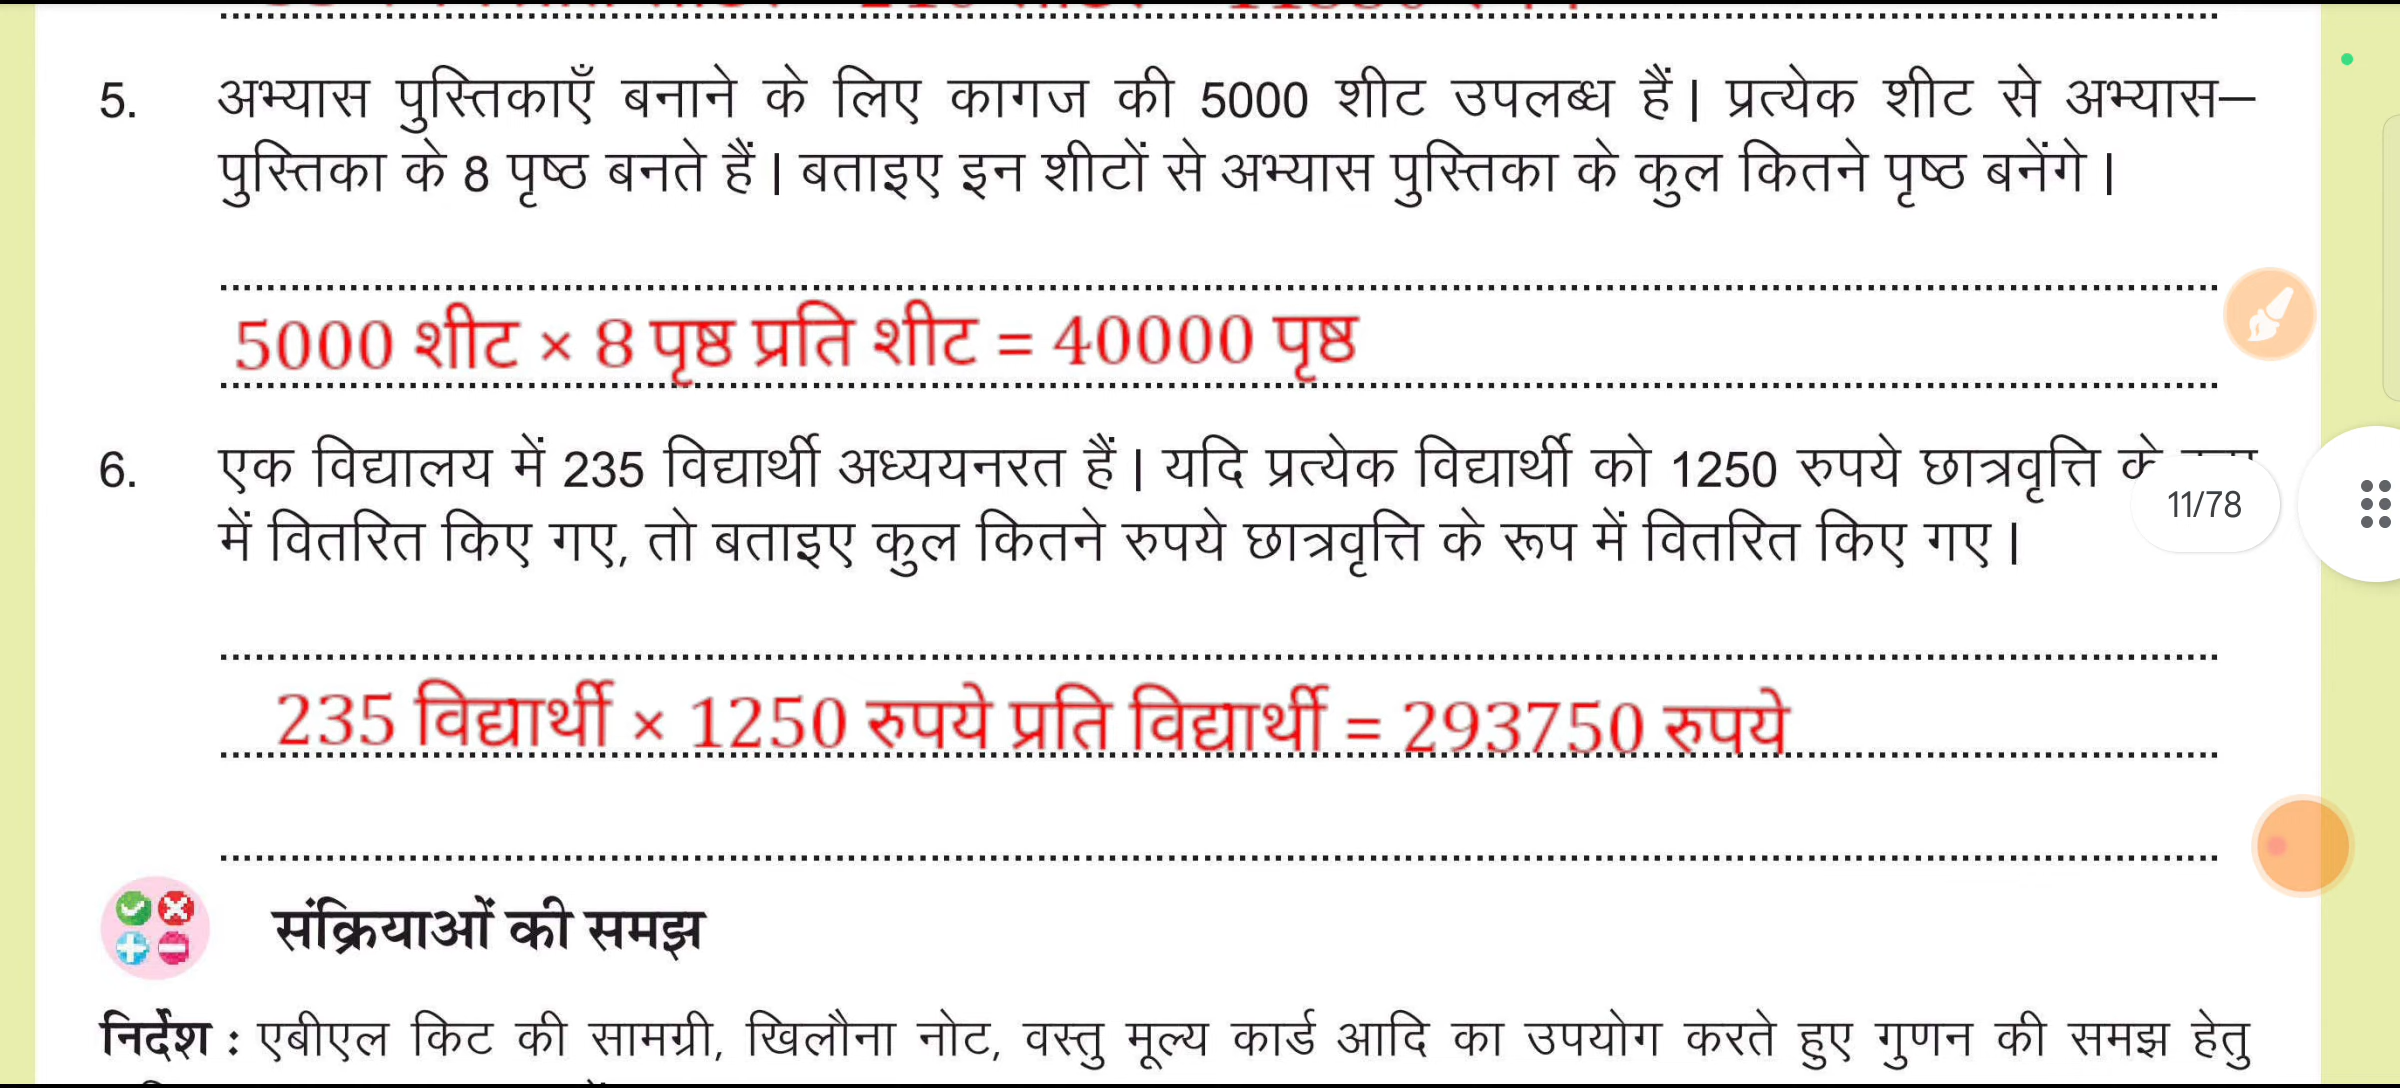 5. अभ्यास पुस्तिकाएँ बनाने के लिए कागज की 5000 शीट उपलब्ध हैं। प्रत्येक शीट से अभ्यास–
पुस्तिका के 8 पृष्ठ बनते हैं। बताइए इन शीटों से अभ्यास पुस्तिका के कुल कितने पृष्ठ बनेंगे।
5000 शीट × 8 पृष्ठ प्रति शीट = 40000 पृष्ठ
6. एक विद्यालय में 235 विद्यार्थी अध्ययनरत हैं। यदि प्रत्येक विद्यार्थी को 1250 रुपये छात्रवृत्ति के
11/78
में वितरित किए गए, तो बताइए कुल कितने रुपये छात्रवृत्ति के रूप में वितरित किए गए।
235 विद्यार्थी × 1250 रुपये प्रति विद्यार्थी = 293750 रुपये
संक्रियाओं की समझ
निर्देश : एबीएल किट की सामग्री, खिलौना नोट, वस्तु मूल्य कार्ड आदि का उपयोग करते हुए गुणन की समझ हेतु